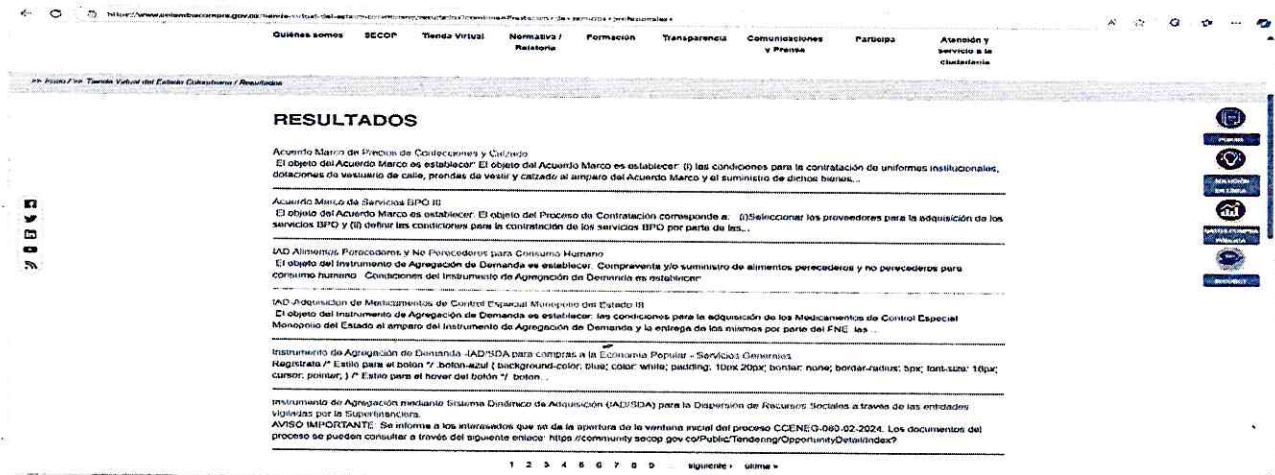 Quiénes somos SECOP Tienda Virtual Normativa / Relatoría Formación Transparencia Comunicaciones y Prensa Participa Atención y servicio a la ciudadanía
>> Inicio / >> Tienda Virtual del Estado Colombiano / Resultados
RESULTADOS
Acuerdo Marco de Precios de Confecciones y Calzado
El objeto del Acuerdo Marco es establecer" El objeto del Acuerdo Marco es establecer: (i) las condiciones para la contratación de uniformes institucionales,
dotaciones de vestuario de calle, prendas de vestir y calzado al amparo del Acuerdo Marco y el suministro de dichos bienes...
Acuerdo Marco de Servicios BPO III
El objeto del Acuerdo Marco es establecer. El objeto del Proceso de Contratación corresponde a: (i)Seleccionar los proveedores para la adquisición de los
servicios BPO y (ii) definir las condiciones para la contratación de los servicios BPO por parte de las...
IAD Alimentos Perecederos y No Perecederos para Consumo Humano
El objeto del Instrumento de Agregación de Demanda es establecer. Compraventa y/o suministro de alimentos perecederos y no perecederos para
consumo humano Condiciones del Instrumento de Agregación de Demanda es establecer
IAD-Adquisición de Medicamentos de Control Especial Monopolio del Estado III
El objeto del Instrumento de Agregación de Demanda es establecer: las condiciones para la adquisición de los Medicamentos de Control Especial
Monopolio del Estado al amparo del Instrumento de Agregación de Demanda y la entrega de los mismos por parte del FNE las ...
Instrumento de Agregación de Demanda -IAD/SDA para compras a la Economía Popular - Servicios Generales
Registrate /* Estilo para el botón */ .boton-azul { background-color: blue; color: white; padding: 10px 20px; border: none; border-radius: 5px; font-size: 16px;
cursor: pointer; } /* Estilo para el hover del botón */ .boton...
Instrumento de Agregación mediante Sistema Dinámico de Adquisición (IAD/SDA) para la Dispersión de Recursos Sociales a través de las entidades
vigiladas por la Superfinanciera.
AVISO IMPORTANTE: Se informa a los interesados que se da la apertura de la ventana inicial del proceso CCENEG-080-02-2024. Los documentos del
proceso se pueden consultar a través del siguiente enlace: https://community.secop.gov.co/Public/Tendering/OpportunityDetail/Index?
1 2 3 4 5 6 7 8 9 ... siguiente › última »